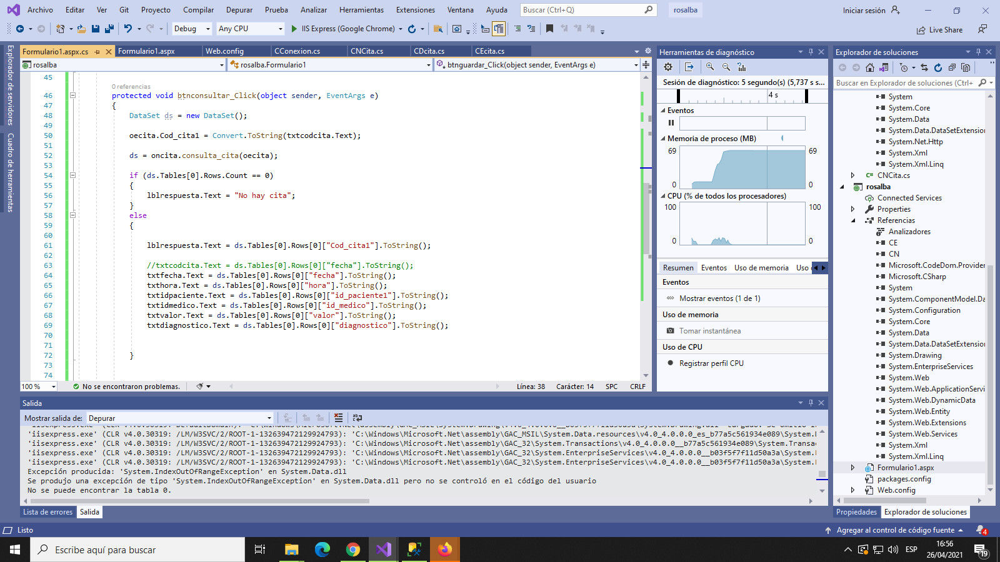 Archivo Editar Ver Git Proyecto Compilar Depurar Prueba Analizar Herramientas Extensiones Ventana Ayuda Buscar (Ctrl+Q) rosalba Iniciar sesión
Debug Any CPU IIS Express (Google Chrome) Live Share
Explorador de servidores
Cuadro de herramientas
Formulario1.aspx.cs Formulario1.aspx Web.config CConexion.cs CNCita.cs CDcita.cs CEcita.cs
rosalba rosalba.Formulario1 btnguardar_Click(object sender, EventArgs e)
45
0 referencias
46 protected void btnconsultar_Click(object sender, EventArgs e)
47 {
48 DataSet ds = new DataSet();
49
50 oecita.Cod_cita1 = Convert.ToString(txtcodcita.Text);
51
52 ds = oncita.consulta_cita(oecita);
53
54 if (ds.Tables[0].Rows.Count == 0)
55 {
56 lblrespuesta.Text = "No hay cita";
57 }
58 else
59 {
60
61 lblrespuesta.Text = ds.Tables[0].Rows[0]["Cod_cita1"].ToString();
62
63 //txtcodcita.Text = ds.Tables[0].Rows[0]["fecha"].ToString();
64 txtfecha.Text = ds.Tables[0].Rows[0]["fecha"].ToString();
65 txthora.Text = ds.Tables[0].Rows[0]["hora"].ToString();
66 txtidpaciente.Text = ds.Tables[0].Rows[0]["id_paciente1"].ToString();
67 txtidmedico.Text = ds.Tables[0].Rows[0]["id_medico"].ToString();
68 txtvalor.Text = ds.Tables[0].Rows[0]["valor"].ToString();
69 txtdiagnostico.Text = ds.Tables[0].Rows[0]["diagnostico"].ToString();
70
71
72 }
73
74
100 % No se encontraron problemas. Línea: 38 Carácter: 14 SPC CRLF
Herramientas de diagnóstico
Sesión de diagnóstico: 5 segundo(s) (5,737 s s...
4 s
Eventos
Memoria de proceso (MB)
69 69
0 0
CPU (% de todos los procesadores)
100 100
0 0
Resumen Eventos Uso de memoria Uso
Eventos
Mostrar eventos (1 de 1)
Uso de memoria
Tomar instantánea
Uso de CPU
Registrar perfil CPU
Explorador de soluciones
Buscar en Explorador de soluciones (Ctrl+
System
System.Core
System.Data
System.Data.DataSetExtension
System.Net.Http
System.Xml
System.Xml.Linq
C# CNCita.cs
rosalba
Connected Services
Properties
Referencias
Analizadores
CE
CN
Microsoft.CodeDom.Provider
Microsoft.CSharp
System
System.ComponentModel.Da
System.Configuration
System.Core
System.Data
System.Data.DataSetExtension
System.Drawing
System.EnterpriseServices
System.Web
System.Web.ApplicationServi
System.Web.DynamicData
System.Web.Entity
System.Web.Extensions
System.Web.Services
System.Xml
System.Xml.Linq
Formulario1.aspx
packages.config
Web.config
Propiedades Explorador de soluciones
Salida
Mostrar salida de: Depurar
'iisexpress.exe' (CLR v4.0.30319: /LM/W3SVC/2/ROOT-1-132639472129924793): 'C:\Windows\Microsoft.Net\assembly\GAC_MSIL\System.Data.resources\v4.0_4.0.0.0_es_b77a5c561934e089\System.
'iisexpress.exe' (CLR v4.0.30319: /LM/W3SVC/2/ROOT-1-132639472129924793): 'C:\Windows\Microsoft.Net\assembly\GAC_32\System.Transactions\v4.0_4.0.0.0__b77a5c561934e089\System.Transac
'iisexpress.exe' (CLR v4.0.30319: /LM/W3SVC/2/ROOT-1-132639472129924793): 'C:\Windows\Microsoft.Net\assembly\GAC_32\System.EnterpriseServices\v4.0_4.0.0.0__b03f5f7f11d50a3a\System.
'iisexpress.exe' (CLR v4.0.30319: /LM/W3SVC/2/ROOT-1-132639472129924793): 'C:\Windows\Microsoft.Net\assembly\GAC_32\System.EnterpriseServices\v4.0_4.0.0.0__b03f5f7f11d50a3a\System.
Excepción producida: 'System.IndexOutOfRangeException' en System.Data.dll
Se produjo una excepción de tipo 'System.IndexOutOfRangeException' en System.Data.dll pero no se controló en el código del usuario
No se puede encontrar la tabla 0.
Lista de errores Salida
Listo Agregar al control de código fuente 4
Escribe aquí para buscar ESP 16:56
26/04/2021 19